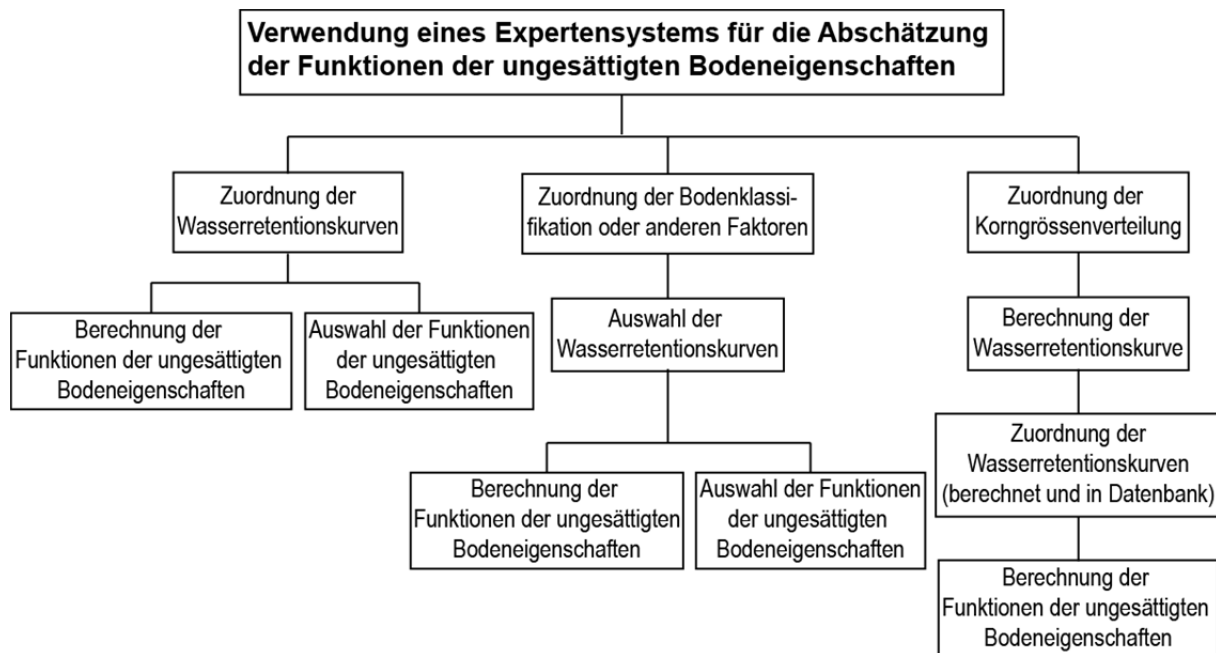 Verwendung eines Expertensystems für die Abschätzung
der Funktionen der ungesättigten Bodeneigenschaften
Zuordnung der
Wasserretentionskurven
Berechnung der
Funktionen der ungesättigten
Bodeneigenschaften
Auswahl der Funktionen
der ungesättigten
Bodeneigenschaften
Zuordnung der Bodenklassi-
fikation oder anderen Faktoren
Auswahl der
Wasserretentionskurven
Berechnung der
Funktionen der ungesättigten
Bodeneigenschaften
Auswahl der Funktionen
der ungesättigten
Bodeneigenschaften
Zuordnung der
Korngrössenverteilung
Berechnung der
Wasserretentionskurve
Zuordnung der
Wasserretentionskurven
(berechnet und in Datenbank)
Berechnung der
Funktionen der ungesättigten
Bodeneigenschaften